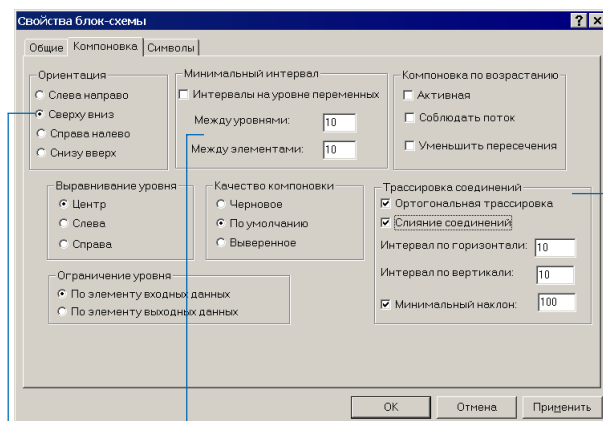 Свойства блок-схемы
Общие Компоновка Символы
Ориентация
Слева направо
Сверху вниз
Справа налево
Снизу вверх
Минимальный интервал
Интервалы на уровне переменных
Между уровнями: 10
Между элементами: 10
Компоновка по возрастанию
Активная
Соблюдать поток
Уменьшить пересечения
Выравнивание уровня
Центр
Слева
Справа
Качество компоновки
Черновое
По умолчанию
Выверенное
Трассировка соединений
Ортогональная трассировка
Слияние соединений
Интервал по горизонтали: 10
Интервал по вертикали: 10
Минимальный наклон: 100
Ограничение уровня
По элементу входных данных
По элементу выходных данных
OK Отмена Применить